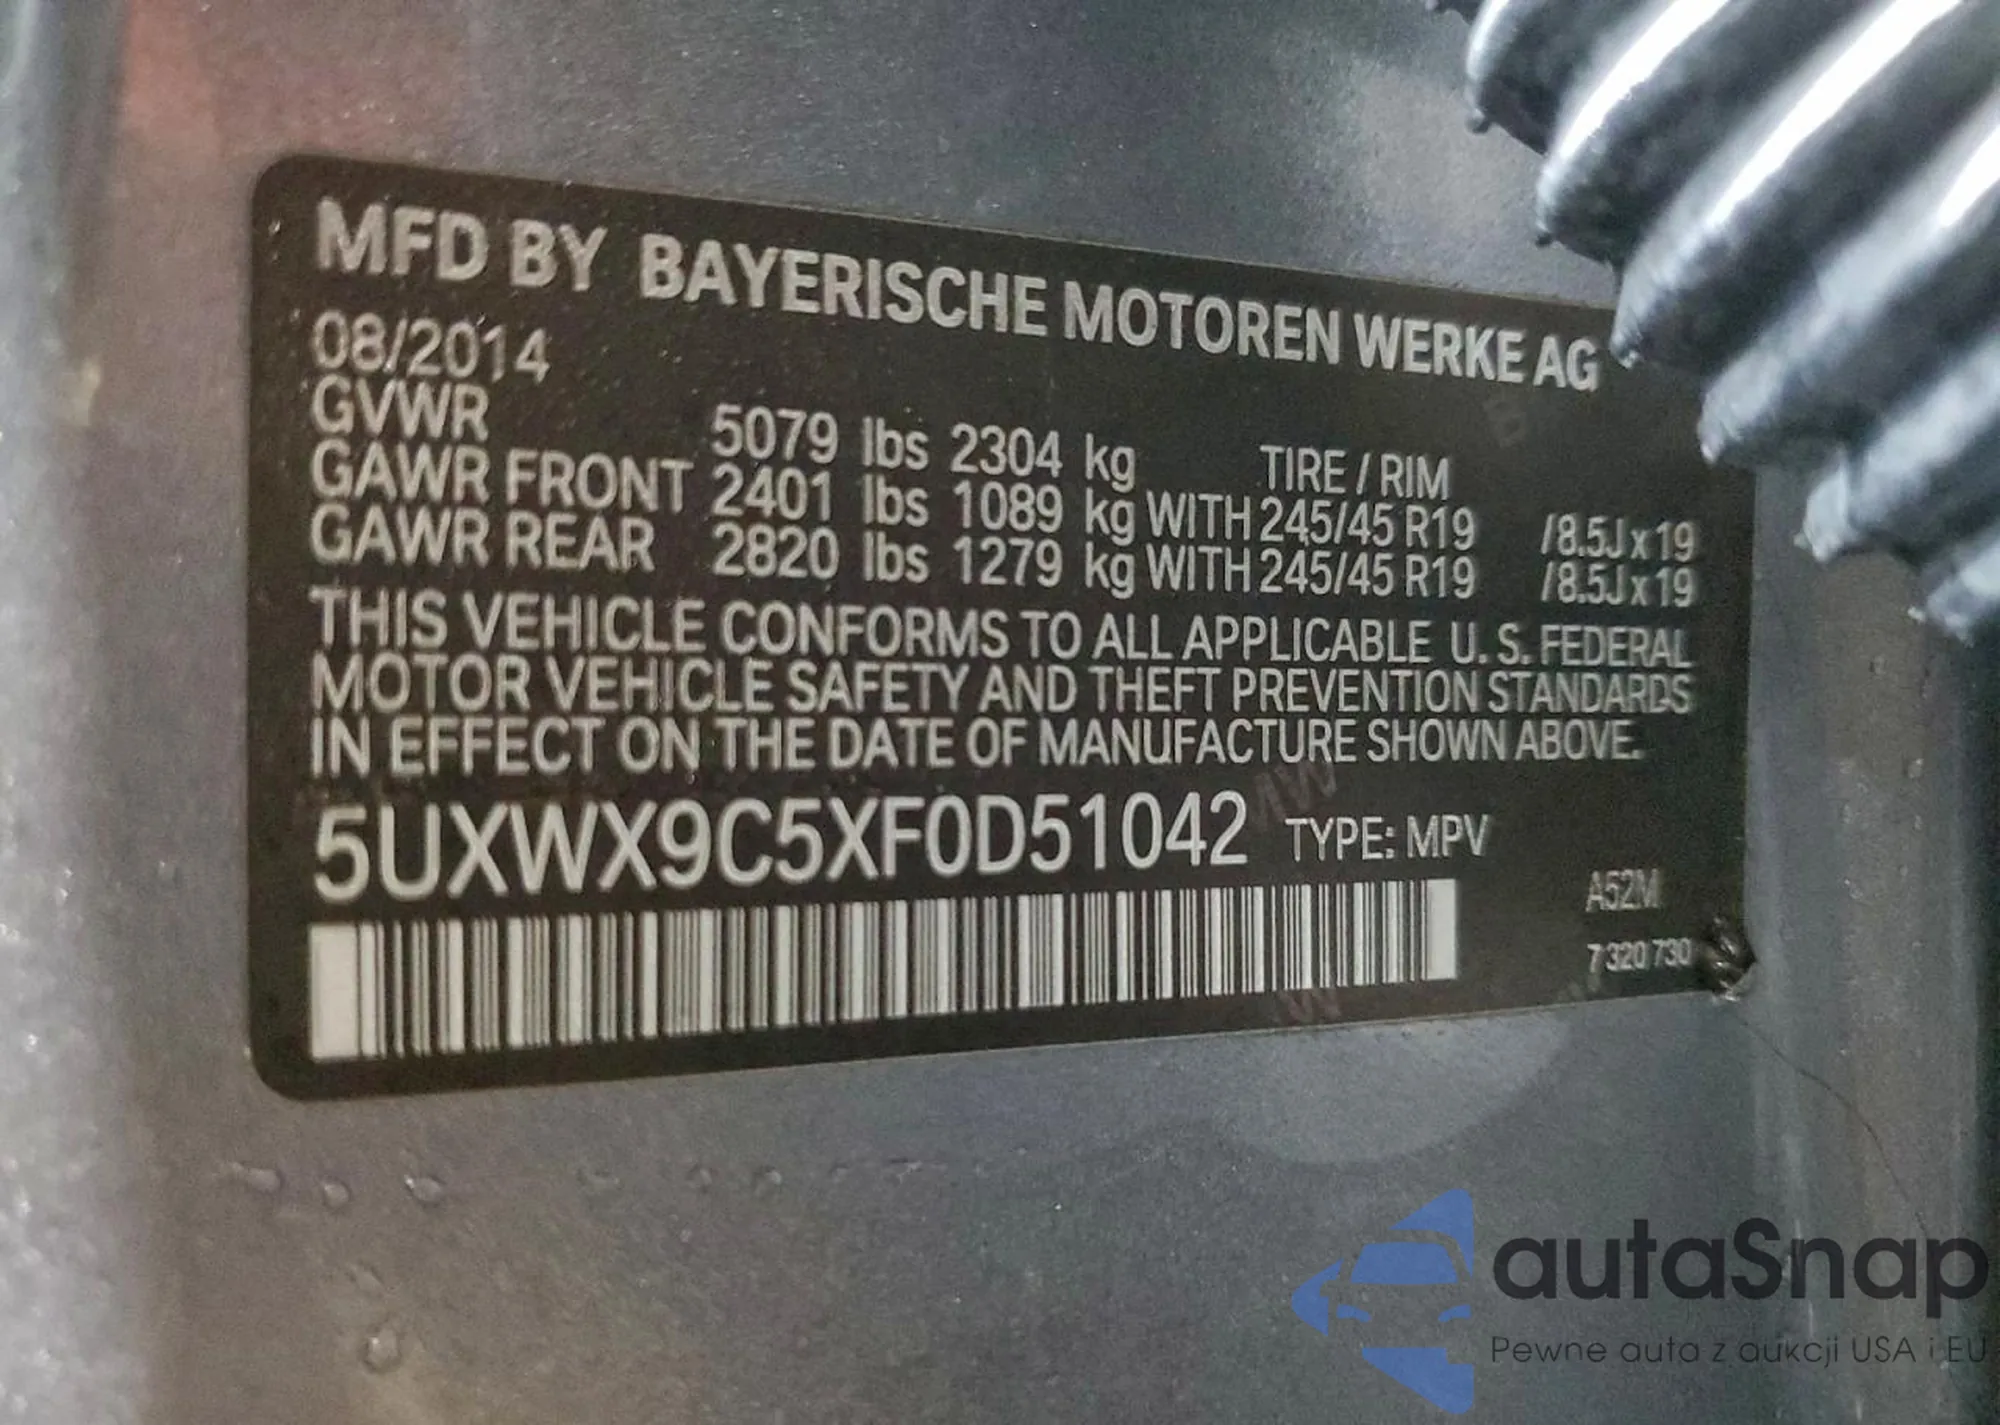 MFD BY BAYERISCHE MOTOREN WERKE AG
08/2014
GVWR 5079 lbs 2304 kg TIRE / RIM
GAWR FRONT 2401 lbs 1089 kg WITH 245/45 R19 /8.5J x 19
GAWR REAR 2820 lbs 1279 kg WITH 245/45 R19 /8.5J x 19
THIS VEHICLE CONFORMS TO ALL APPLICABLE U. S. FEDERAL
MOTOR VEHICLE SAFETY AND THEFT PREVENTION STANDARDS
IN EFFECT ON THE DATE OF MANUFACTURE SHOWN ABOVE.
5UXWX9C5XF0D51042 TYPE: MPV
A52M
7 320 730
autaSnap
Pewne auta z aukcji USA i EU